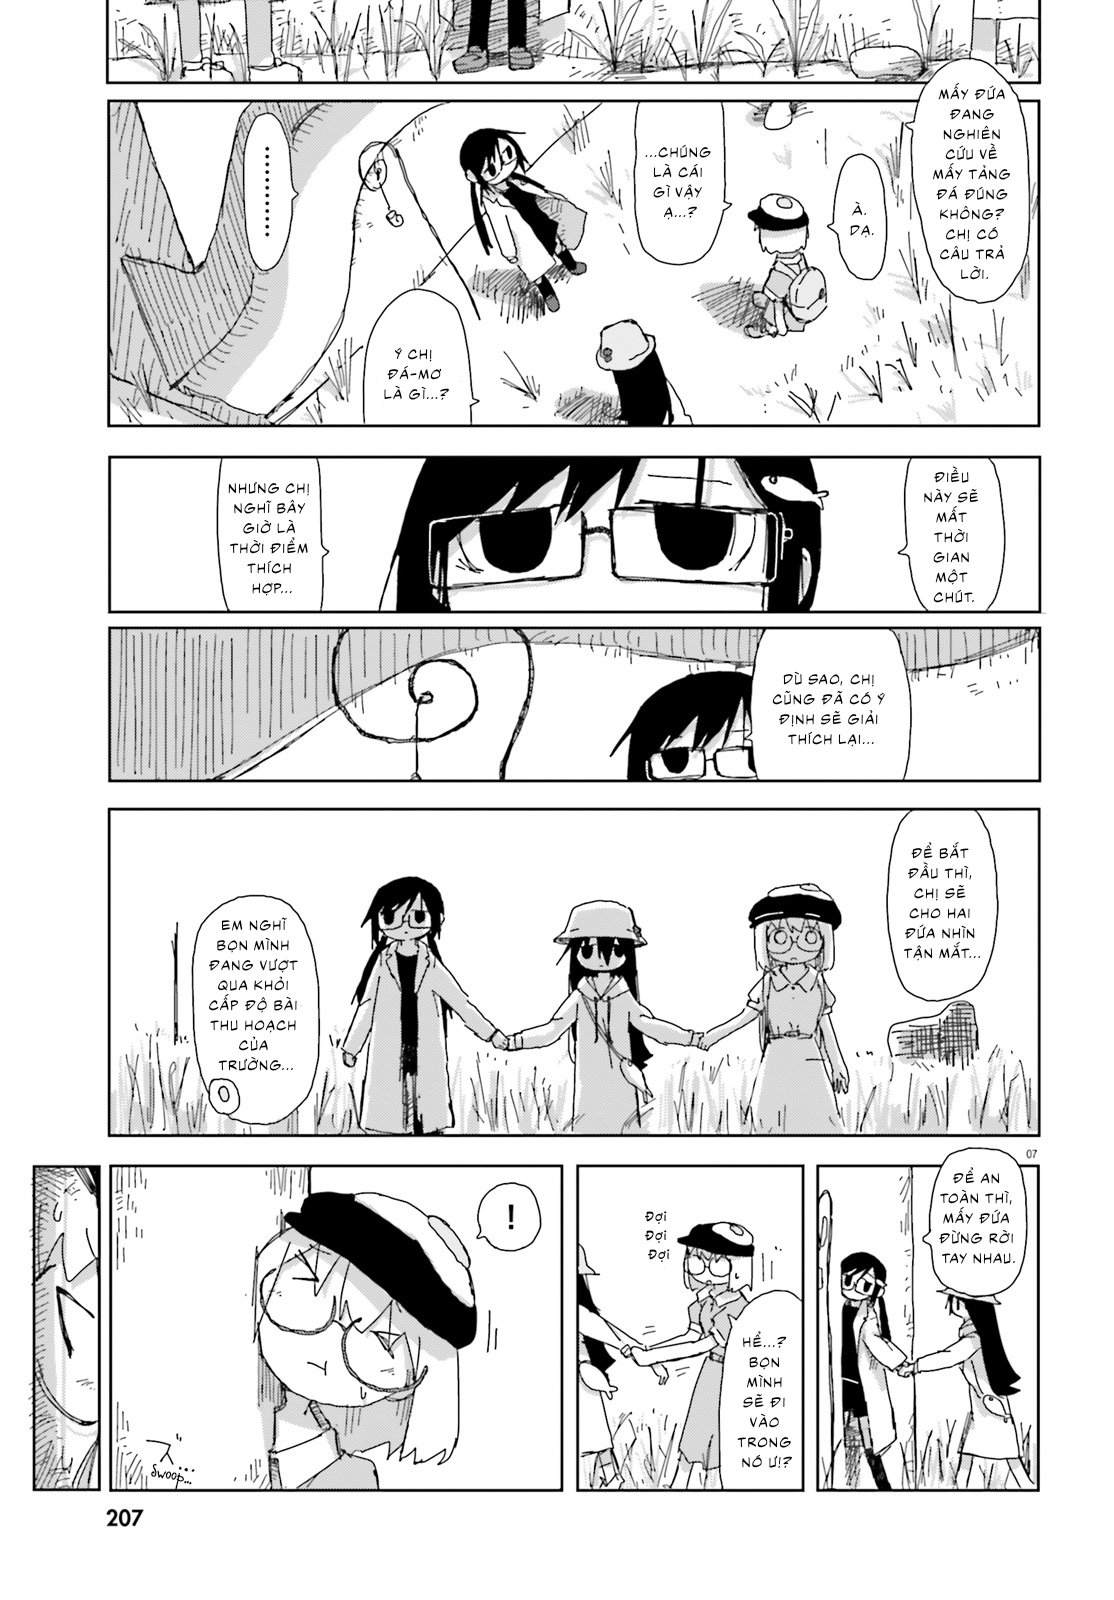 MẤY ĐỨA
ĐANG
NGHIÊN
CỨU VỀ
MẤY TẢNG
ĐÁ ĐÚNG
KHÔNG?
CHỊ CÓ
CÂU TRẢ
LỜI.
À.
DẠ.
...CHÚNG
LÀ CÁI
GÌ VẬY
Ạ...?
Ý CHỊ
ĐÁ-MƠ
LÀ GÌ...?
..........
ĐIỀU
NÀY SẼ
MẤT
THỜI
GIAN
MỘT
CHÚT.
NHƯNG CHỊ
NGHĨ BÂY
GIỜ LÀ
THỜI ĐIỂM
THÍCH
HỢP...
DÙ SAO, CHỊ
CŨNG ĐÃ CÓ Ý
ĐỊNH SẼ GIẢI
THÍCH LẠI...
ĐỂ BẮT
ĐẦU THÌ,
CHỊ SẼ
CHO HAI
ĐỨA NHÌN
TẬN MẮT...
EM NGHĨ
BỌN MÌNH
ĐANG VƯỢT
QUA KHỎI
CẤP ĐỘ BÀI
THU HOẠCH
CỦA
TRƯỜNG...
07
ĐỂ AN
TOÀN THÌ,
MẤY ĐỨA
ĐỪNG RỜI
TAY NHAU.
Đợi
Đợi
Đợi
HỂ...?
BỌN
MÌNH
SẼ ĐI
VÀO
TRONG
NÓ Ư!?
!
ズ...
Swoop...
207